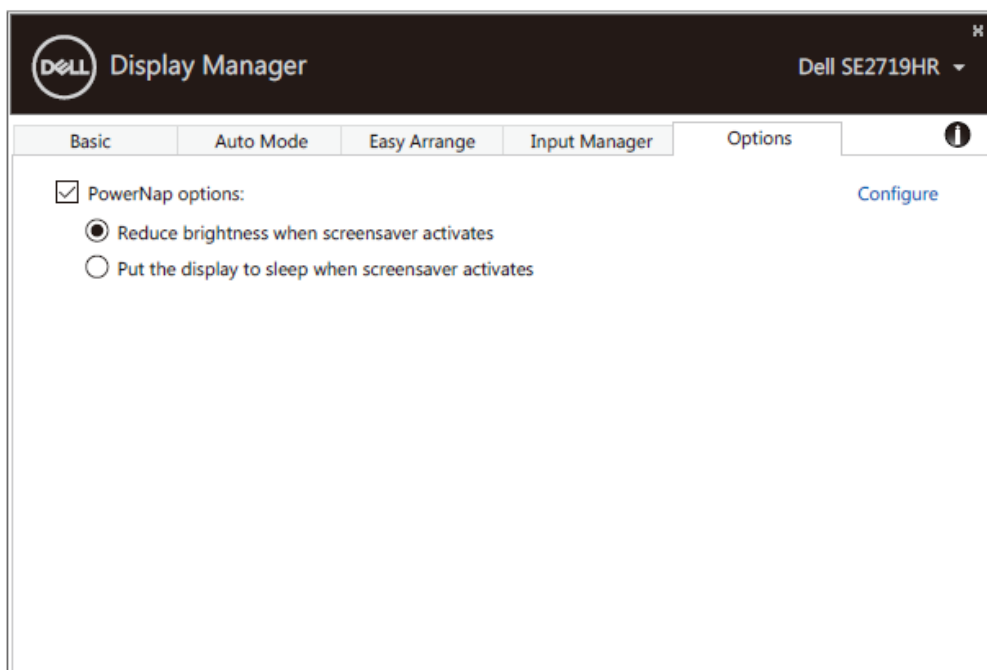 DELL Display Manager
Dell SE2719HR
Basic Auto Mode Easy Arrange Input Manager Options
PowerNap options: Configure
Reduce brightness when screensaver activates
Put the display to sleep when screensaver activates